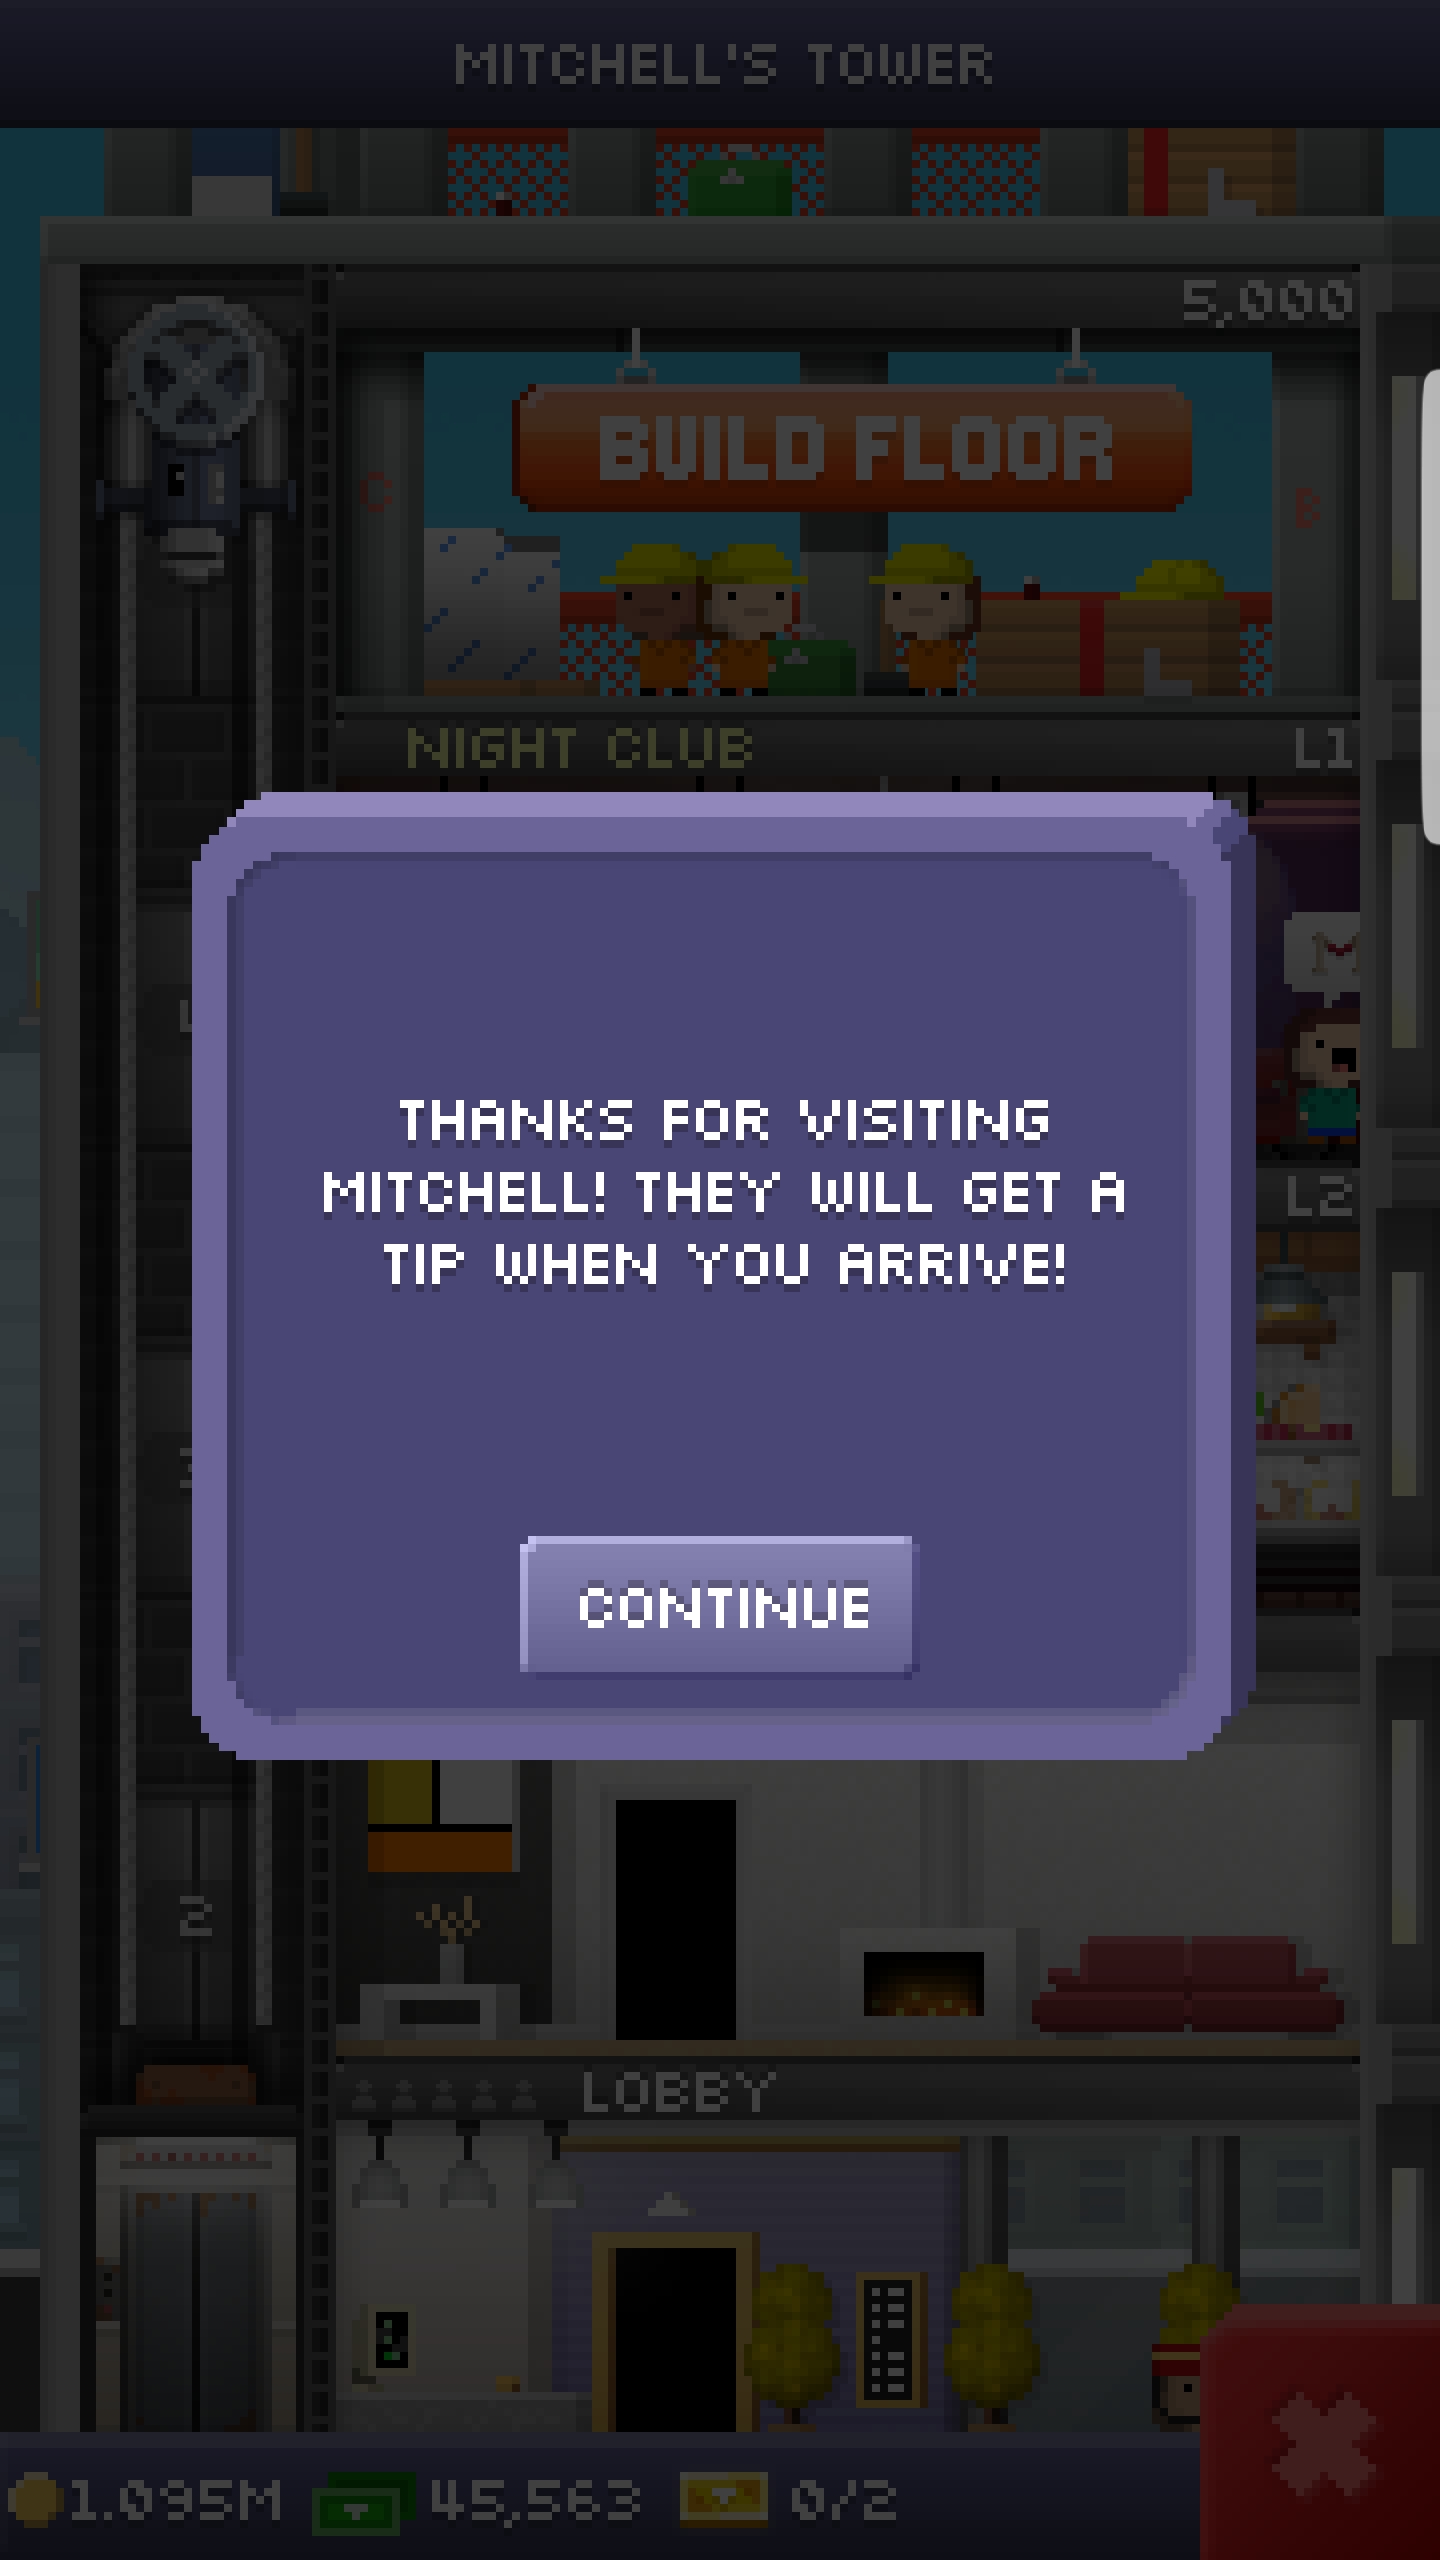 MITCHELL'S TOWER
5,000
BUILD FLOOR
C
B
NIGHT CLUB
L1
M
THANKS FOR VISITING
MITCHELL! THEY WILL GET A
TIP WHEN YOU ARRIVE!
L2
CONTINUE
2
LOBBY
1.095M
45,563
0/2